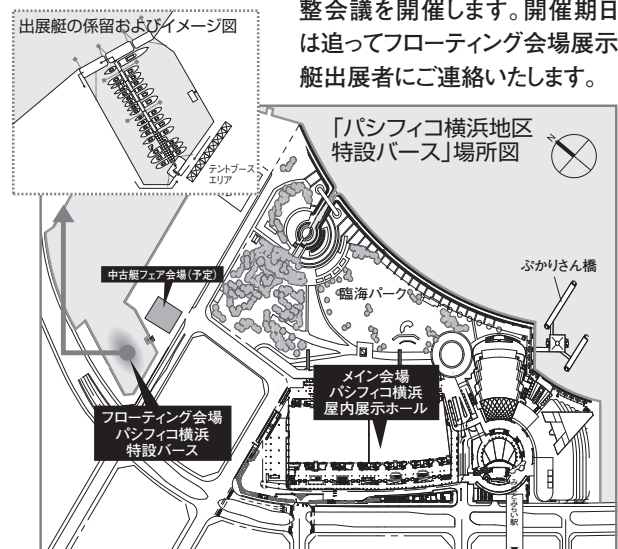 整会議を開催します。開催期日
は追ってフローティング会場展示
艇出展者にご連絡いたします。
出展艇の係留およびイメージ図
テントブース
エリア
「パシフィコ横浜地区
特設バース」場所図
N
ぷかりさん橋
中古艇フェア会場(予定)
臨海パーク
メイン会場
パシフィコ横浜
屋内展示ホール
フローティング会場
パシフィコ横浜
特設バース
みなとみらい駅